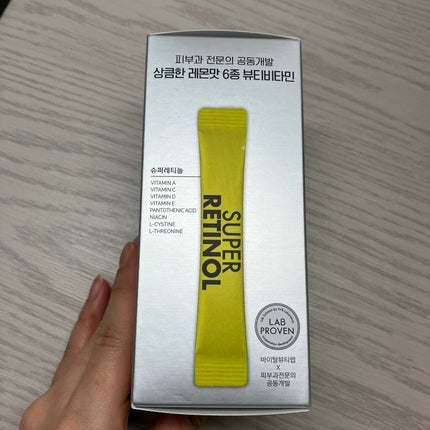 피부과 전문의 공동개발
상큼한 레몬맛 6종 뷰티비타민
슈퍼레티놀
VITAMIN A
VITAMIN C
VITAMIN D
VITAMIN E
PANTOTHENIC ACID
NIACIN
L-CYSTINE
L-THREONINE
SUPER
RETINOL
LAB
PROVEN
바이탈뷰티랩
X
피부과전문의
공동개발